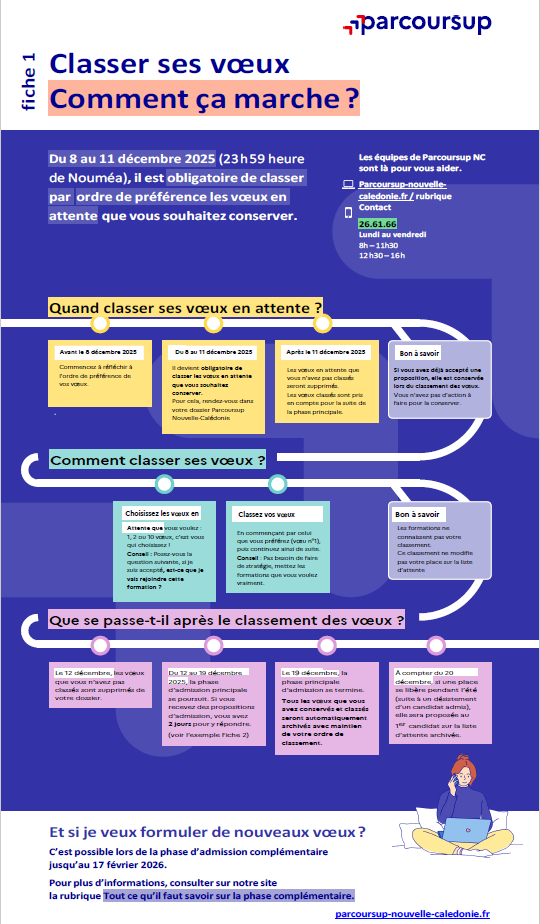 parcoursup
fiche 1
Classer ses vœux
Comment ça marche ?
Du 8 au 11 décembre 2025 (23h59 heure
de Nouméa), il est obligatoire de classer
par ordre de préférence les vœux en
attente que vous souhaitez conserver.
Les équipes de Parcoursup NC
sont là pour vous aider.
Parcoursup-nouvelle-
caledonie.fr / rubrique
Contact
26.61.66
Lundi au vendredi
8h – 11h30
12h30 – 16h
Quand classer ses vœux en attente ?
Avant le 8 décembre 2025
Commencez à réfléchir à
l'ordre de préférence de
vos vœux.
Du 8 au 11 décembre 2025
Il devient obligatoire de
classer les vœux en attente
que vous souhaitez
conserver.
Pour cela, rendez-vous dans
votre dossier Parcoursup
Nouvelle-Calédonie
Après le 11 décembre 2025
Les vœux en attente que
vous n'avez pas classés
seront supprimés.
Les vœux classés sont pris
en compte pour la suite de
la phase principale.
Bon à savoir
Si vous avez déjà accepté une
proposition, elle est conservée
lors du classement des vœux.
Vous n'avez pas d'action à
faire pour la conserver.
Comment classer ses vœux ?
Choisissez les vœux en
Attente que vous voulez :
1, 2 ou 10 vœux, c'est vous
qui choisissez !
Conseil : Posez-vous la
question suivante, si je
suis accepté, est-ce que je
vais rejoindre cette
formation ?
Classez vos vœux
En commençant par celui
que vous préférez (vœu n°1),
puis continuez ainsi de suite.
Conseil : Pas besoin de faire
de stratégie, mettez les
formations que vous voulez
vraiment.
Bon à savoir
Les formations ne
connaissent pas votre
classement.
Ce classement ne modifie
pas votre place sur la liste
d'attente
Que se passe-t-il après le classement des vœux ?
Le 12 décembre, les vœux
que vous n'avez pas
classés sont supprimés de
votre dossier.
Du 12 au 19 décembre
2025, la phase
d'admission principale
se poursuit. Si vous
recevez des propositions
d'admission, vous avez
2 jours pour y répondre.
(voir l'exemple Fiche 2)
Le 19 décembre, la
phase principale
d'admission se termine.
Tous les vœux que vous
avez conservés et classés
seront automatiquement
archivés avec maintien
de votre ordre de
classement.
À compter du 20
décembre, si une place
se libère pendant l'été
(suite à un désistement
d'un candidat admis),
elle sera proposée au
1er candidat sur la liste
d'attente archivés.
Et si je veux formuler de nouveaux vœux ?
C'est possible lors de la phase d'admission complémentaire
jusqu'au 17 février 2026.
Pour plus d'informations, consulter sur notre site
la rubrique Tout ce qu'il faut savoir sur la phase complémentaire.
parcoursup-nouvelle-caledonie.fr